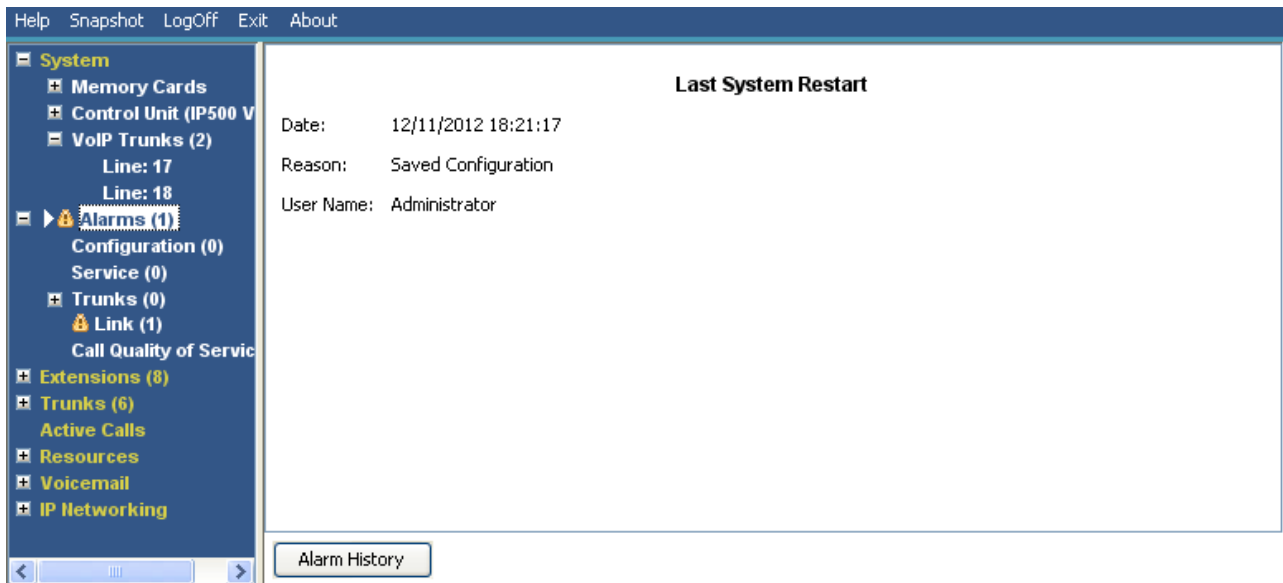 Help Snapshot LogOff Exit About
System
Memory Cards
Control Unit (IP500 V
VoIP Trunks (2)
Line: 17
Line: 18
Alarms (1)
Configuration (0)
Service (0)
Trunks (0)
Link (1)
Call Quality of Servic
Extensions (8)
Trunks (6)
Active Calls
Resources
Voicemail
IP Networking
Last System Restart
Date: 12/11/2012 18:21:17
Reason: Saved Configuration
User Name: Administrator
Alarm History